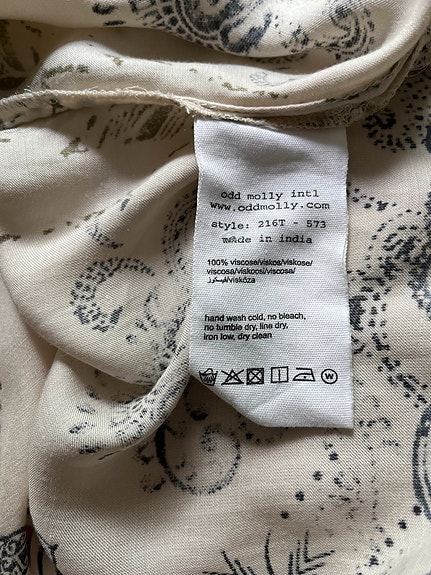 odd molly intl
www.oddmolly.com
style: 216T - 573
made in india
100% viscose/viskos/viskose/
viscosa/viskoosi/viscosa/
/viskóza
hand wash cold, no bleach,
no tumble dry, line dry,
iron low, dry clean
W